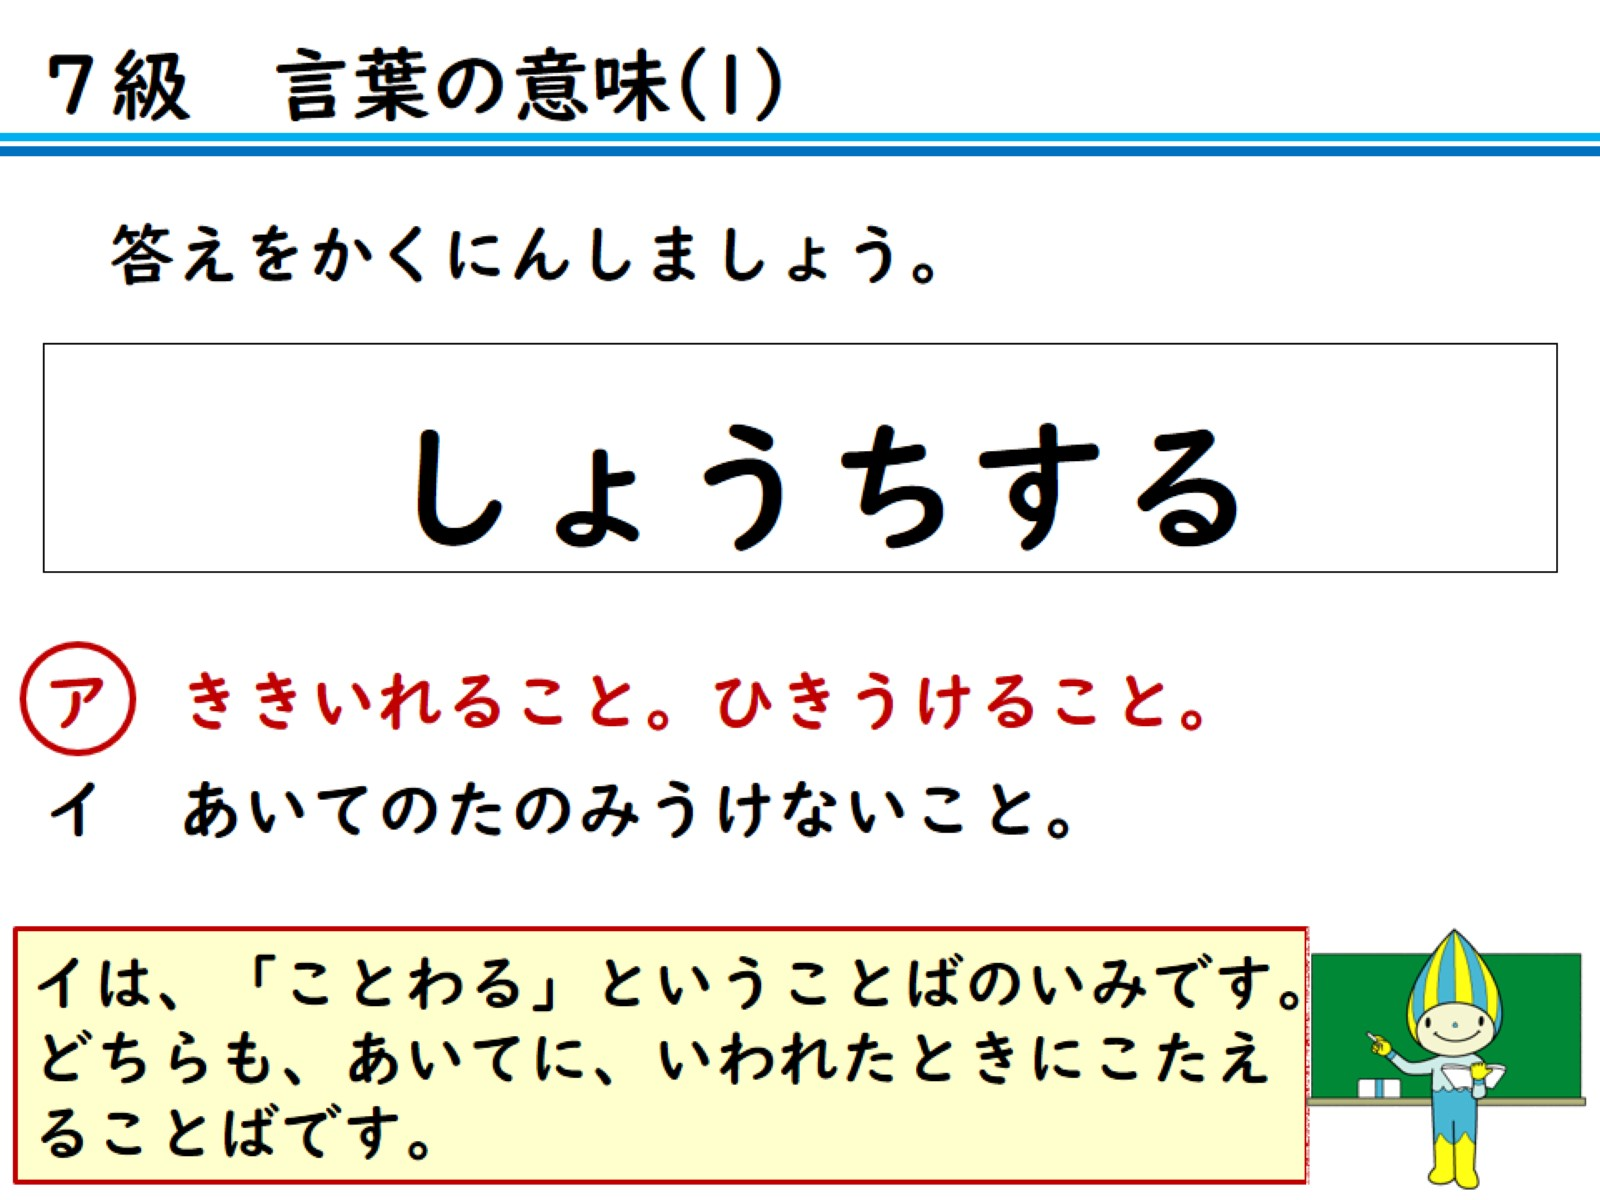 ７級　言葉の意味(1)
答えをかくにんしましょう。
しょうちする
ア　ききいれること。ひきうけること。
イ　あいてのたのみうけないこと。
イは、「ことわる」ということばのいみです。
どちらも、あいてに、いわれたときにこたえ
ることばです。